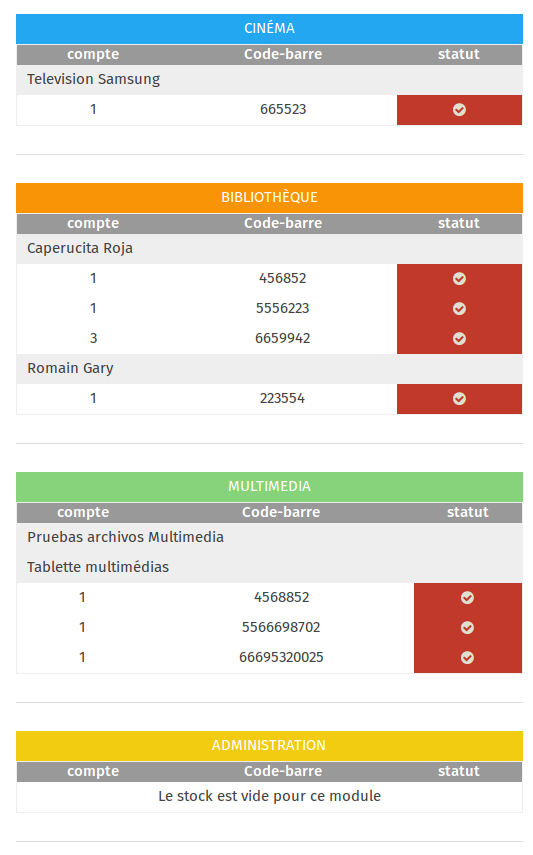 CINÉMA
compte Code-barre statut
Television Samsung
1 665523
BIBLIOTHÈQUE
compte Code-barre statut
Caperucita Roja
1 456852
1 5556223
3 6659942
Romain Gary
1 223554
MULTIMEDIA
compte Code-barre statut
Pruebas archivos Multimedia
Tablette multimédias
1 4568852
1 5566698702
1 66695320025
ADMINISTRATION
compte Code-barre statut
Le stock est vide pour ce module